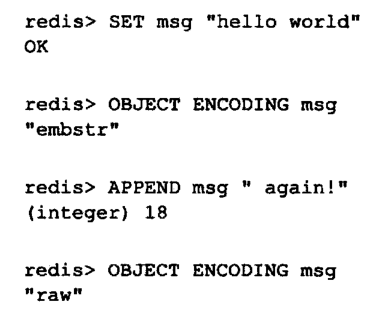 redis> SET msg "hello world"
OK
redis> OBJECT ENCODING msg
"embstr"
redis> APPEND msg " again!"
(integer) 18
redis> OBJECT ENCODING msg
"raw"